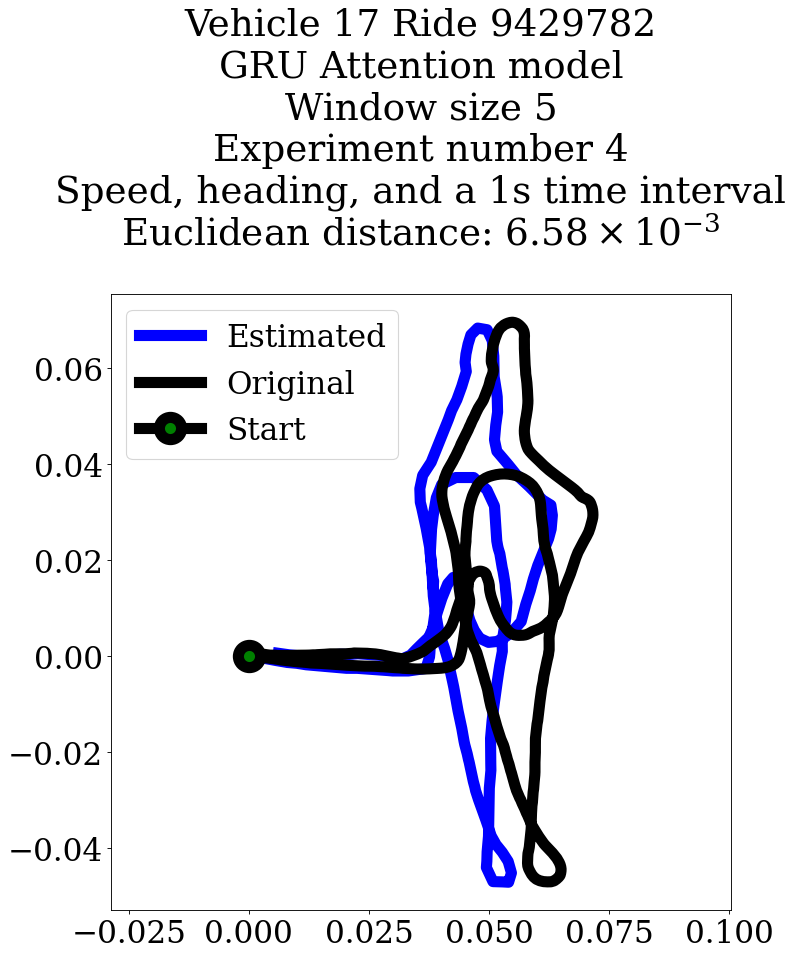 Vehicle 17 Ride 9429782
GRU Attention model
Window size 5
Experiment number 4
Speed, heading, and a 1s time interval
Euclidean distance: 6.58 × 10⁻³
Estimated
Original
Start
0.06
0.04
0.02
0.00
−0.02
−0.04
−0.025 0.000 0.025 0.050 0.075 0.100